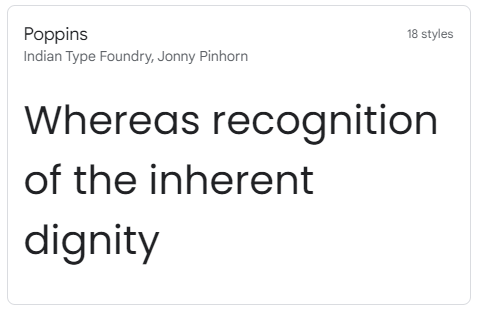 Poppins
18 styles
Indian Type Foundry, Jonny Pinhorn
Whereas recognition
of the inherent
dignity